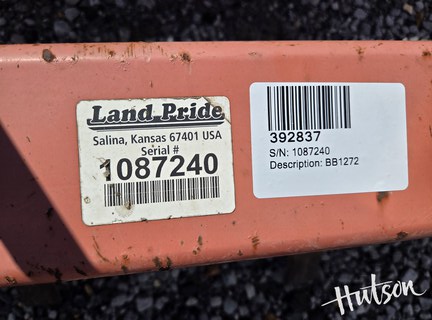 Land Pride
Salina, Kansas 67401 USA
Serial #
1087240
392837
S/N: 1087240
Description: BB1272
Hutson